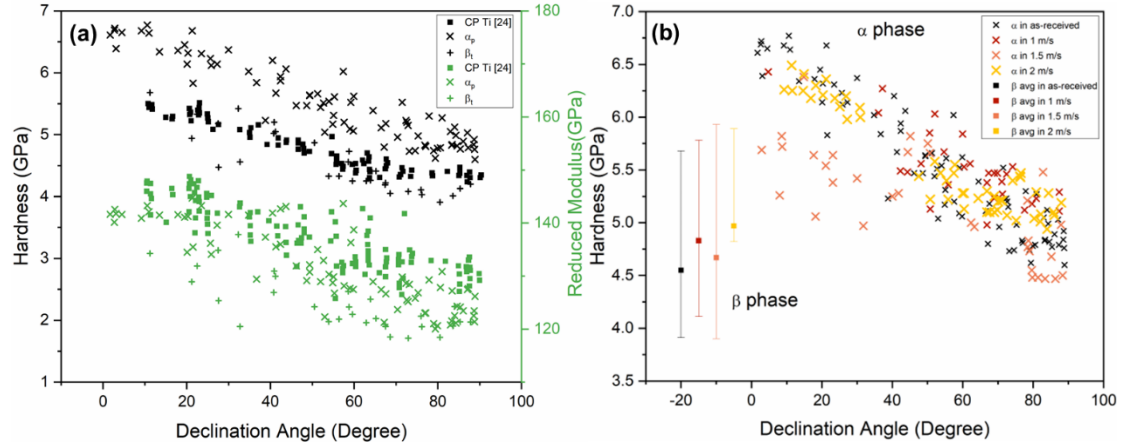 (a)
CP Ti [24]
αp
βt
CP Ti [24]
αp
βt
7
6
5
4
3
2
1
Hardness (GPa)
180
160
140
120
Reduced Modulus(GPa)
0
20
40
60
80
100
Declination Angle (Degree)
(b)
α phase
α in as-received
α in 1 m/s
α in 1.5 m/s
α in 2 m/s
β avg in as-received
β avg in 1 m/s
β avg in 1.5 m/s
β avg in 2 m/s
β phase
7.0
6.5
6.0
5.5
5.0
4.5
4.0
3.5
Hardness (GPa)
-20
0
20
40
60
80
100
Declination Angle (Degree)